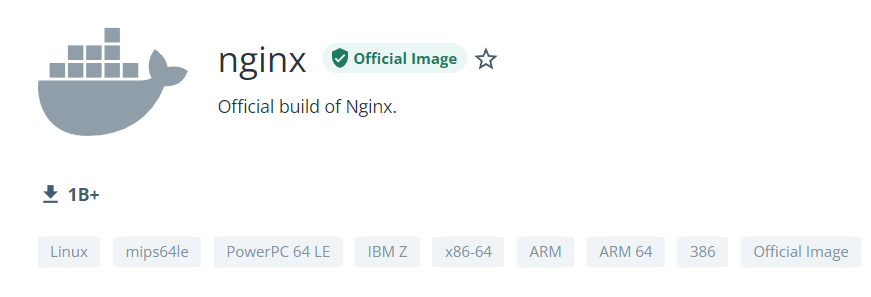 nginx Official Image
Official build of Nginx.
1B+
Linux mips64le PowerPC 64 LE IBM Z x86-64 ARM ARM 64 386 Official Image